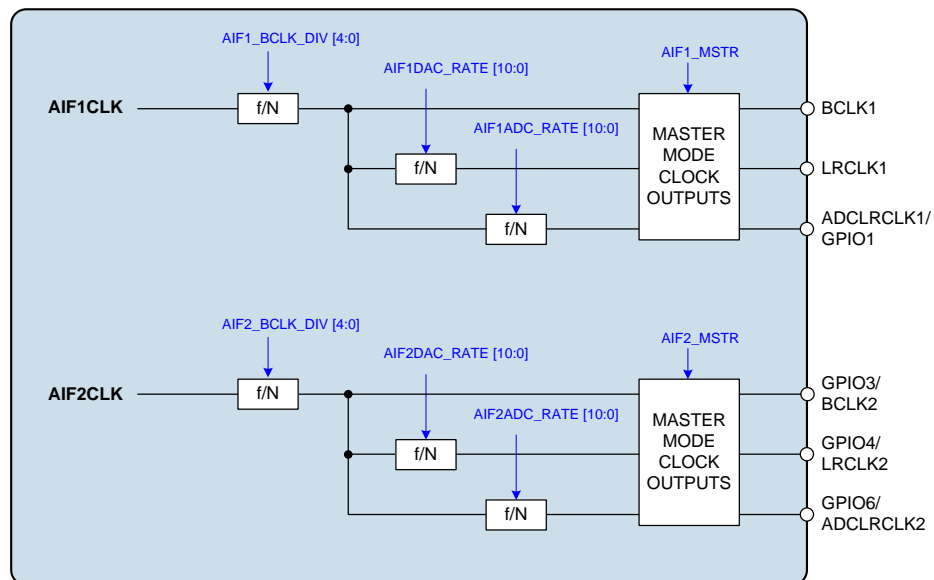 AIF1_BCLK_DIV [4:0]
AIF1DAC_RATE [10:0]
AIF1_MSTR
AIF1CLK
f/N
AIF1ADC_RATE [10:0]
BCLK1
f/N
MASTER
MODE
CLOCK
OUTPUTS
LRCLK1
f/N
ADCLRCLK1/
GPIO1
AIF2_BCLK_DIV [4:0]
AIF2DAC_RATE [10:0]
AIF2_MSTR
AIF2CLK
f/N
AIF2ADC_RATE [10:0]
GPIO3/
BCLK2
f/N
MASTER
MODE
CLOCK
OUTPUTS
GPIO4/
LRCLK2
f/N
GPIO6/
ADCLRCLK2